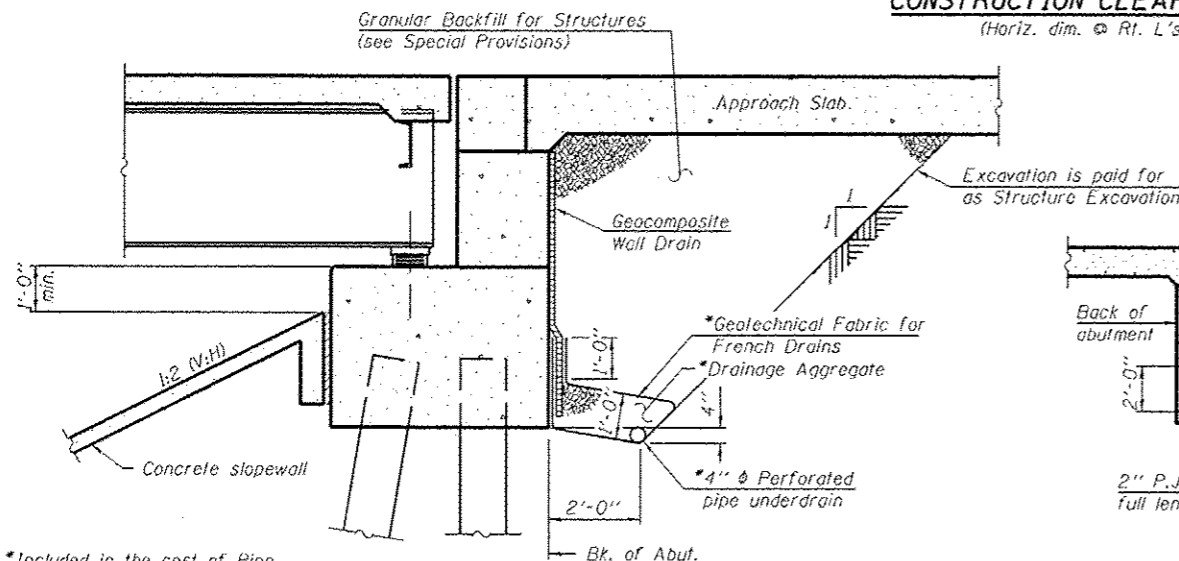 CONSTRUCTION CLEAR
(Horiz. dim. @ Rt. L's
Granular Backfill for Structures
(see Special Provisions)
Approach Slab
Excavation is paid for
as Structure Excavation
1
1
Geocomposite
Wall Drain
1'-0"
min.
1:2 (V:H)
Concrete slopewall
*Geotechnical Fabric for
French Drains
*Drainage Aggregate
1'-0"
1'-0"
4"
*4" ϕ Perforated
pipe underdrain
2'-0"
Bk. of Abut.
Back of
abutment
2'-0"
2" P.J
full len
*Included in the cost of Pipe